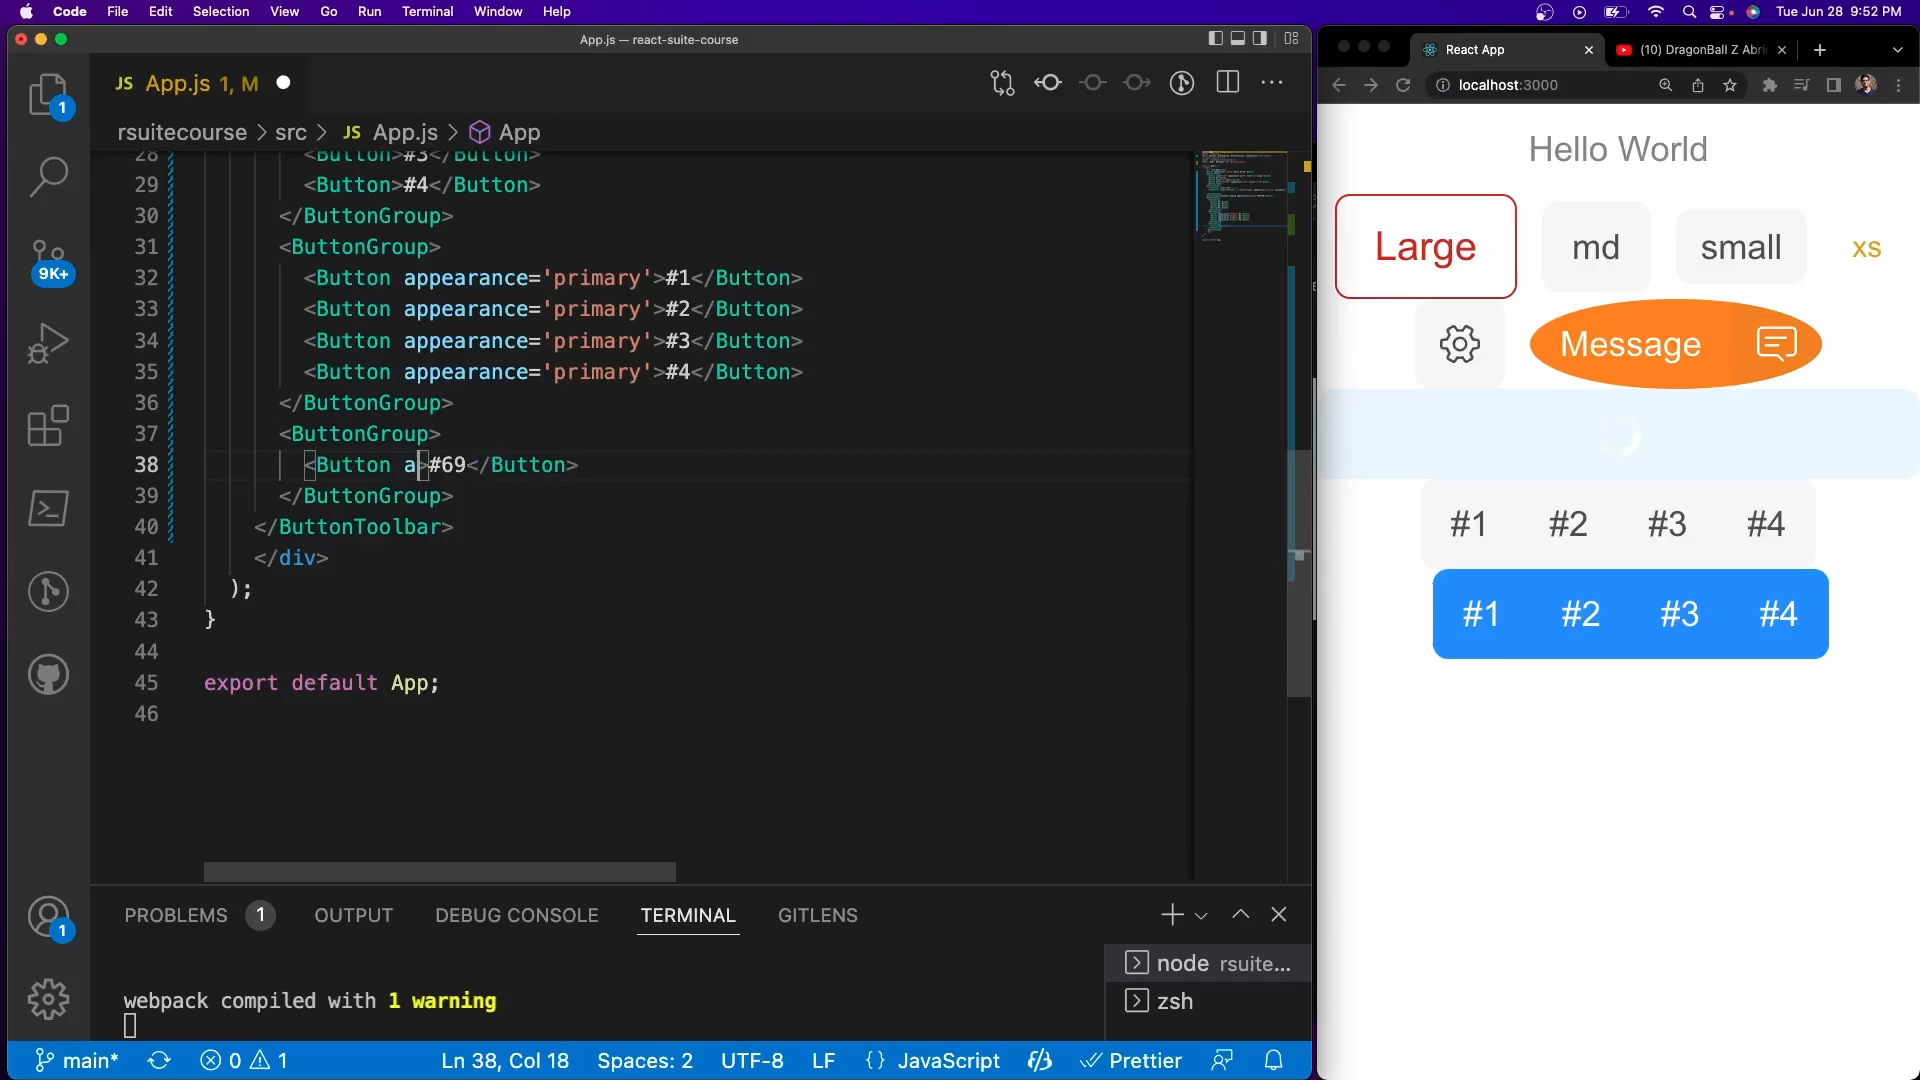 Code File Edit Selection View Go Run Terminal Window Help
Tue Jun 28 9:52 PM
App.js — react-suite-course
JS App.js 1, M
rsuitecourse > src > JS App.js > App
28 <Button>#3</Button>
29 <Button>#4</Button>
30 </ButtonGroup>
31 <ButtonGroup>
32 <Button appearance='primary'>#1</Button>
33 <Button appearance='primary'>#2</Button>
34 <Button appearance='primary'>#3</Button>
35 <Button appearance='primary'>#4</Button>
36 </ButtonGroup>
37 <ButtonGroup>
38 <Button a>#69</Button>
39 </ButtonGroup>
40 </ButtonToolbar>
41 </div>
42 );
43 }
44
45 export default App;
46
1
9K+
1
PROBLEMS 1 OUTPUT DEBUG CONSOLE TERMINAL GITLENS
webpack compiled with 1 warning
node rsuite...
zsh
main* 0 1 Ln 38, Col 18 Spaces: 2 UTF-8 LF {} JavaScript Prettier
React App
(10) DragonBall Z Abri
localhost:3000
Hello World
Large md small xs
Message
#1 #2 #3 #4
#1 #2 #3 #4